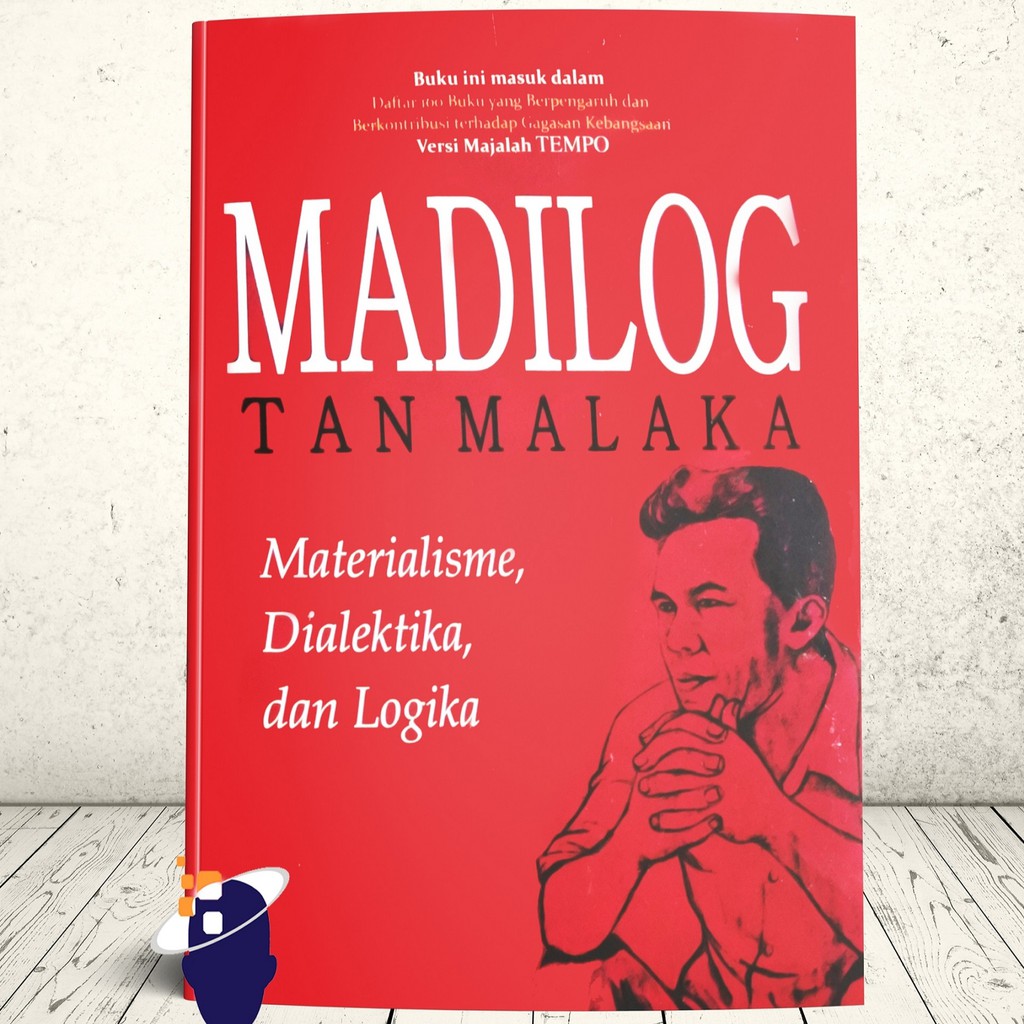 Buku ini masuk dalam
Daftar 100 Buku yang Berpengaruh dan
Berkontribusi terhadap Gagasan Kebangsaan
Versi Majalah TEMPO
MADILOG
TAN MALAKA
Materialisme,
Dialektika,
dan Logika